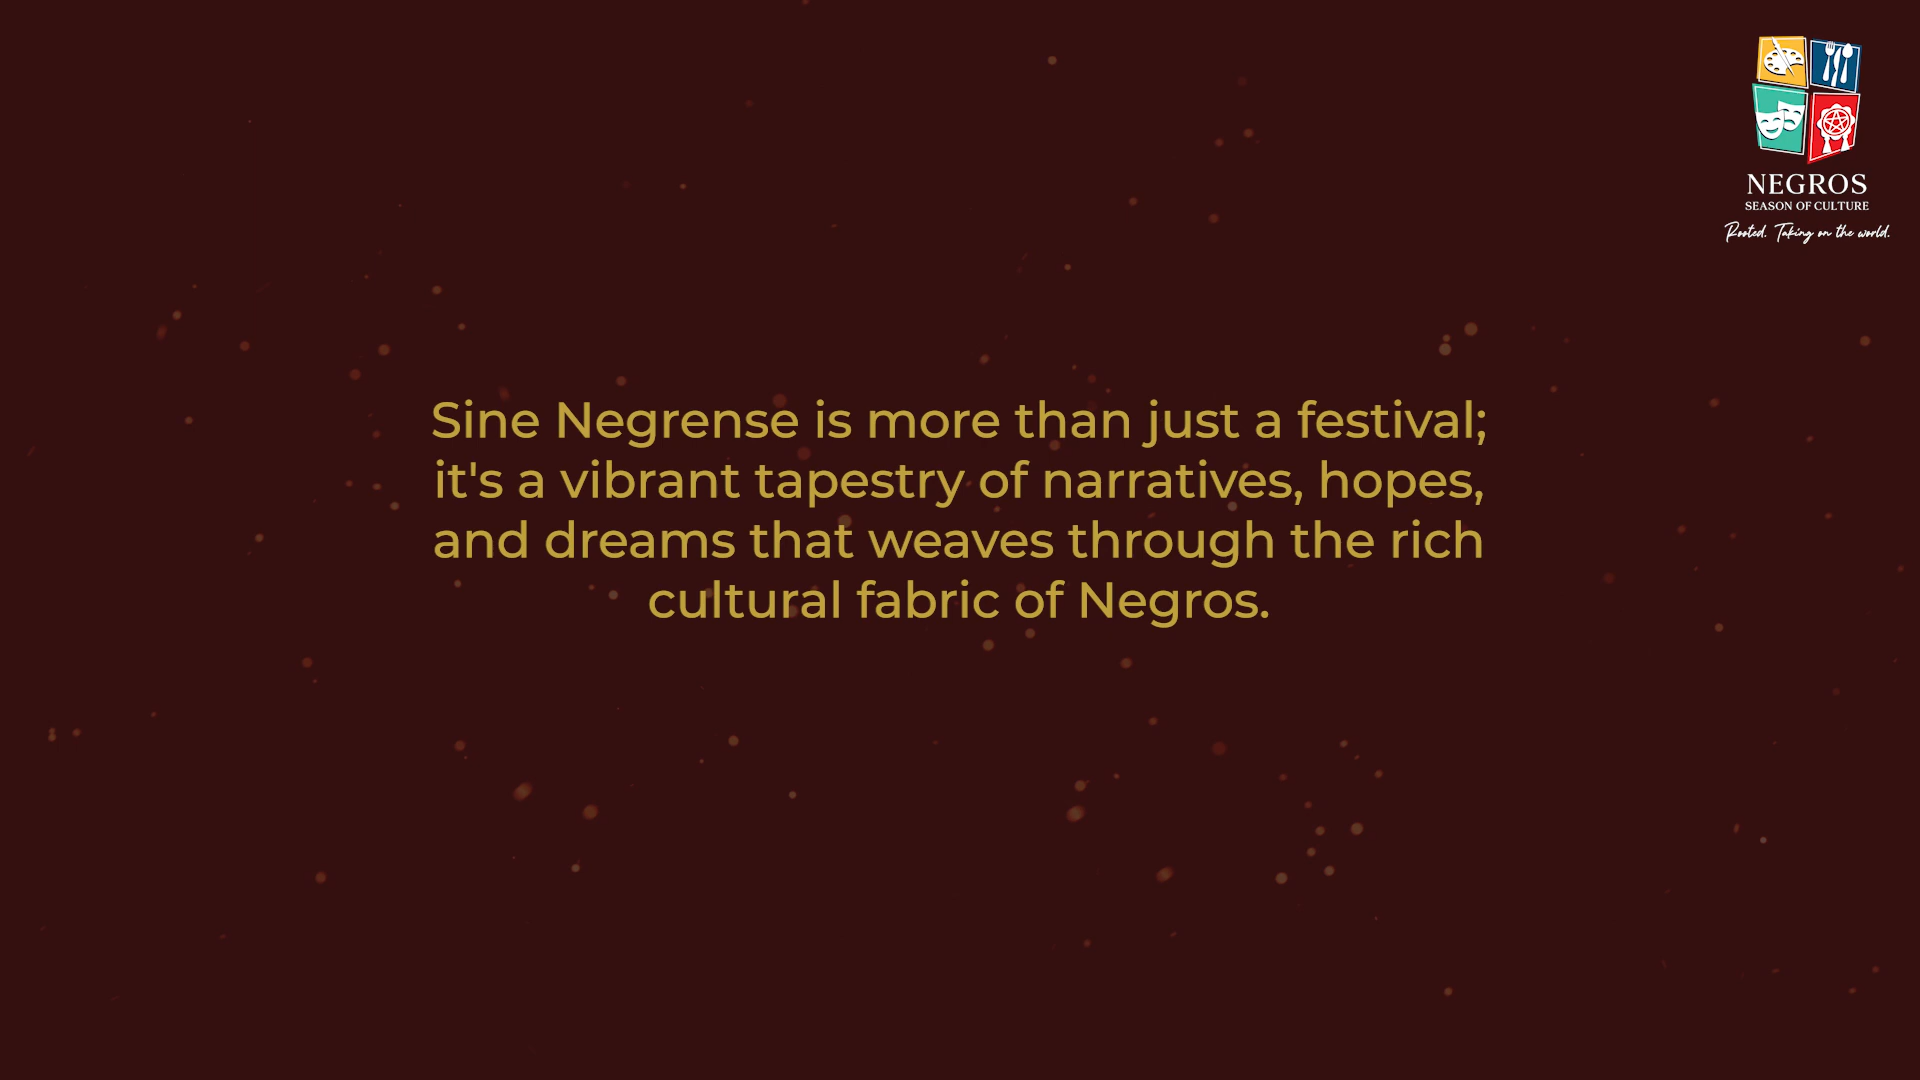 NEGROS
SEASON OF CULTURE
Rooted. Taking on the world.
Sine Negrense is more than just a festival;
it's a vibrant tapestry of narratives, hopes,
and dreams that weaves through the rich
cultural fabric of Negros.